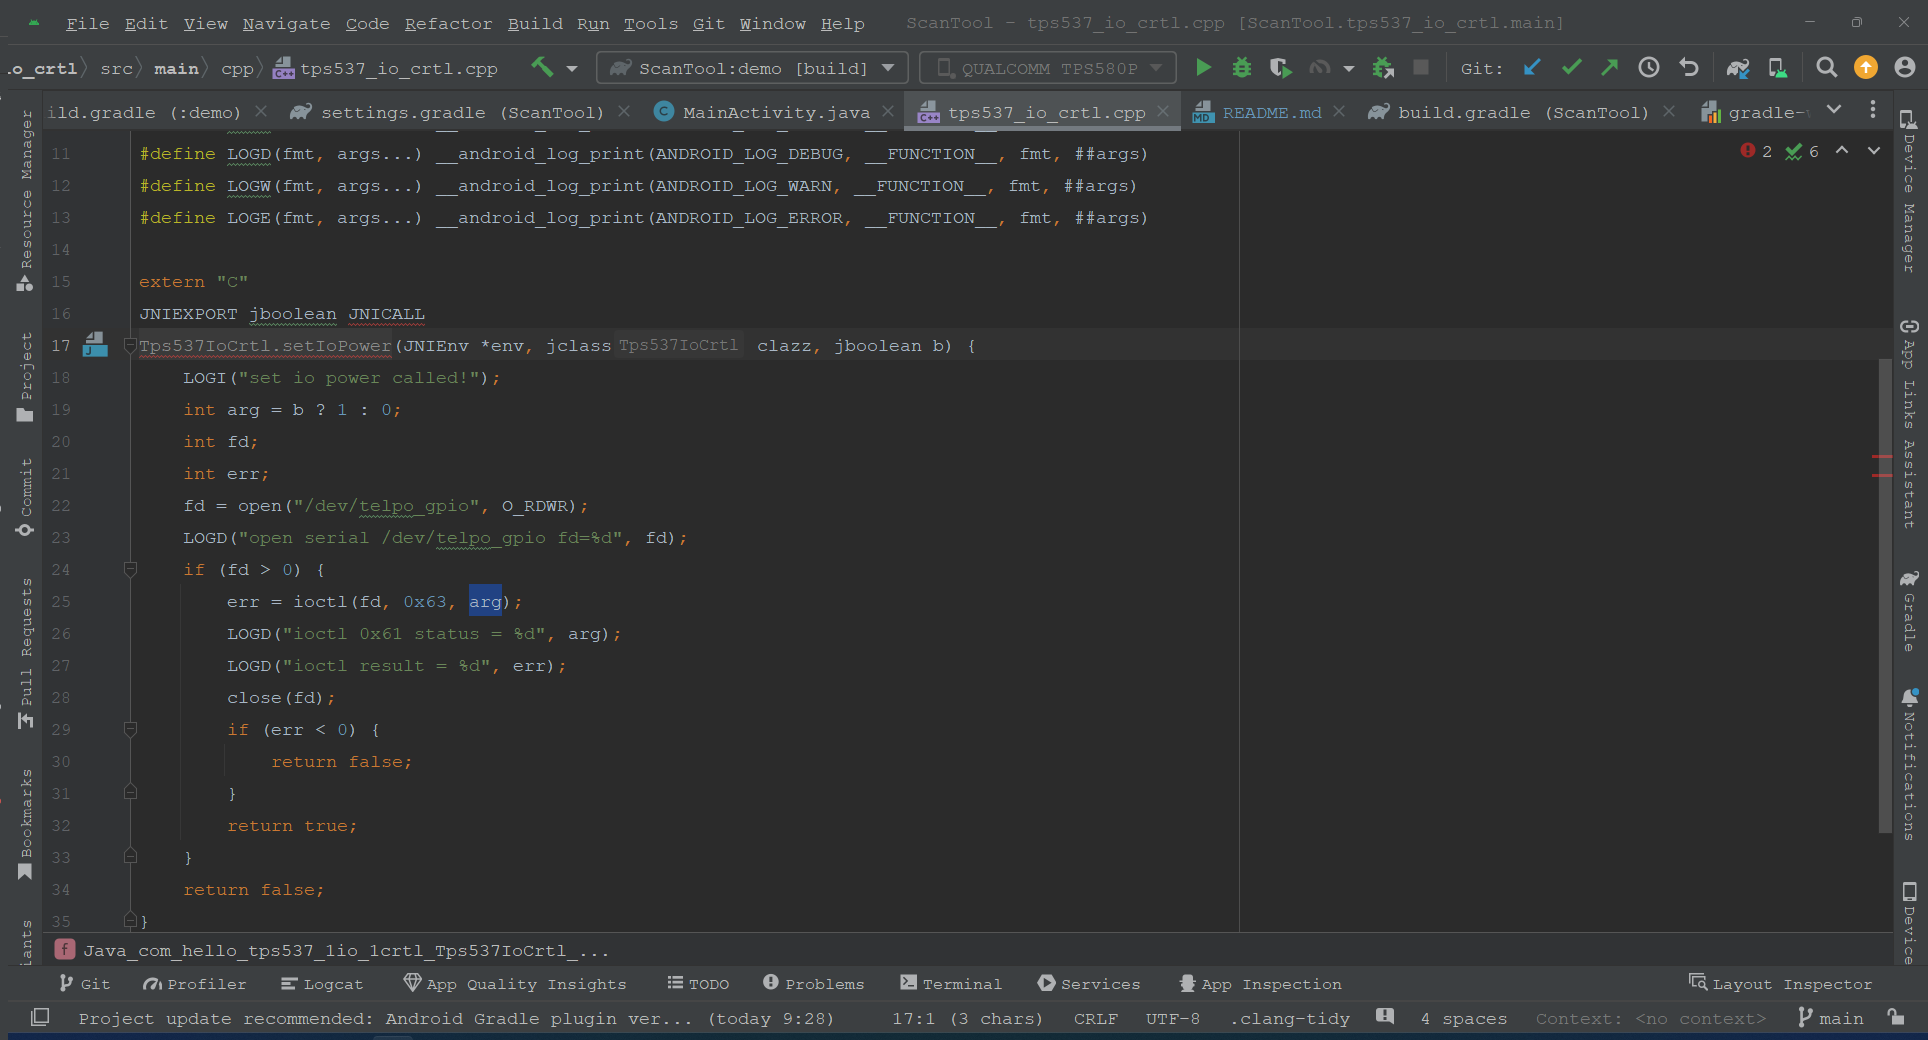 File Edit View Navigate Code Refactor Build Run Tools Git Window Help ScanTool - tps537_io_crtl.cpp [ScanTool.tps537_io_crtl.main]
io_crtl src main cpp tps537_io_crtl.cpp ScanTool:demo [build] QUALCOMM TPS580P Git:
ild.gradle (:demo) settings.gradle (ScanTool) MainActivity.java tps537_io_crtl.cpp README.md build.gradle (ScanTool) gradle-
2 6
11 #define LOGD(fmt, args...) __android_log_print(ANDROID_LOG_DEBUG, __FUNCTION__, fmt, ##args)
12 #define LOGW(fmt, args...) __android_log_print(ANDROID_LOG_WARN, __FUNCTION__, fmt, ##args)
13 #define LOGE(fmt, args...) __android_log_print(ANDROID_LOG_ERROR, __FUNCTION__, fmt, ##args)
14
15 extern "C"
16 JNIEXPORT jboolean JNICALL
17 Tps537IoCrtl.setIoPower(JNIEnv *env, jclass Tps537IoCrtl clazz, jboolean b) {
18 LOGI("set io power called!");
19 int arg = b ? 1 : 0;
20 int fd;
21 int err;
22 fd = open("/dev/telpo_gpio", O_RDWR);
23 LOGD("open serial /dev/telpo_gpio fd=%d", fd);
24 if (fd > 0) {
25 err = ioctl(fd, 0x63, arg);
26 LOGD("ioctl 0x61 status = %d", arg);
27 LOGD("ioctl result = %d", err);
28 close(fd);
29 if (err < 0) {
30 return false;
31 }
32 return true;
33 }
34 return false;
35 }
f Java_com_hello_tps537_1io_1crtl_Tps537IoCrtl_...
Git Profiler Logcat App Quality Insights TODO Problems Terminal Services App Inspection Layout Inspector
Project update recommended: Android Gradle plugin ver... (today 9:28) 17:1 (3 chars) CRLF UTF-8 .clang-tidy 4 spaces Context: <no context> main
Resource Manager
Project
Commit
Pull Requests
Bookmarks
iants
Device Manager
App Links Assistant
Gradle
Notifications
Device